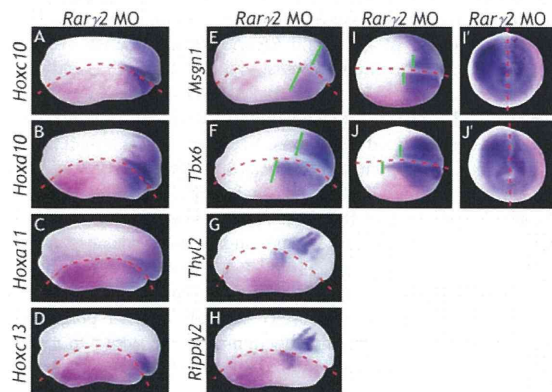 Rarγ2 MO Rarγ2 MO Rarγ2 MO Rarγ2 MO
A E I I'
Hoxc10 Msgn1
B F J J'
Hoxd10 Tbx6
C G
Hoxa11 Thyl2
D H
Hoxc13 Ripply2